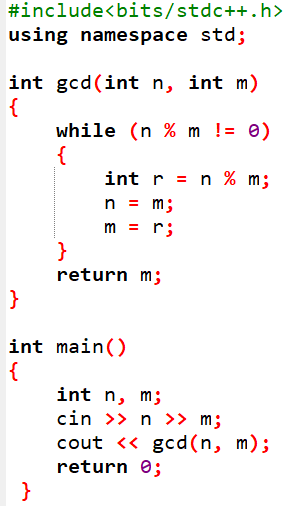 #include<bits/stdc++.h>
using namespace std;
int gcd(int n, int m)
{
while (n % m != 0)
{
int r = n % m;
n = m;
m = r;
}
return m;
}
int main()
{
int n, m;
cin >> n >> m;
cout << gcd(n, m);
return 0;
}